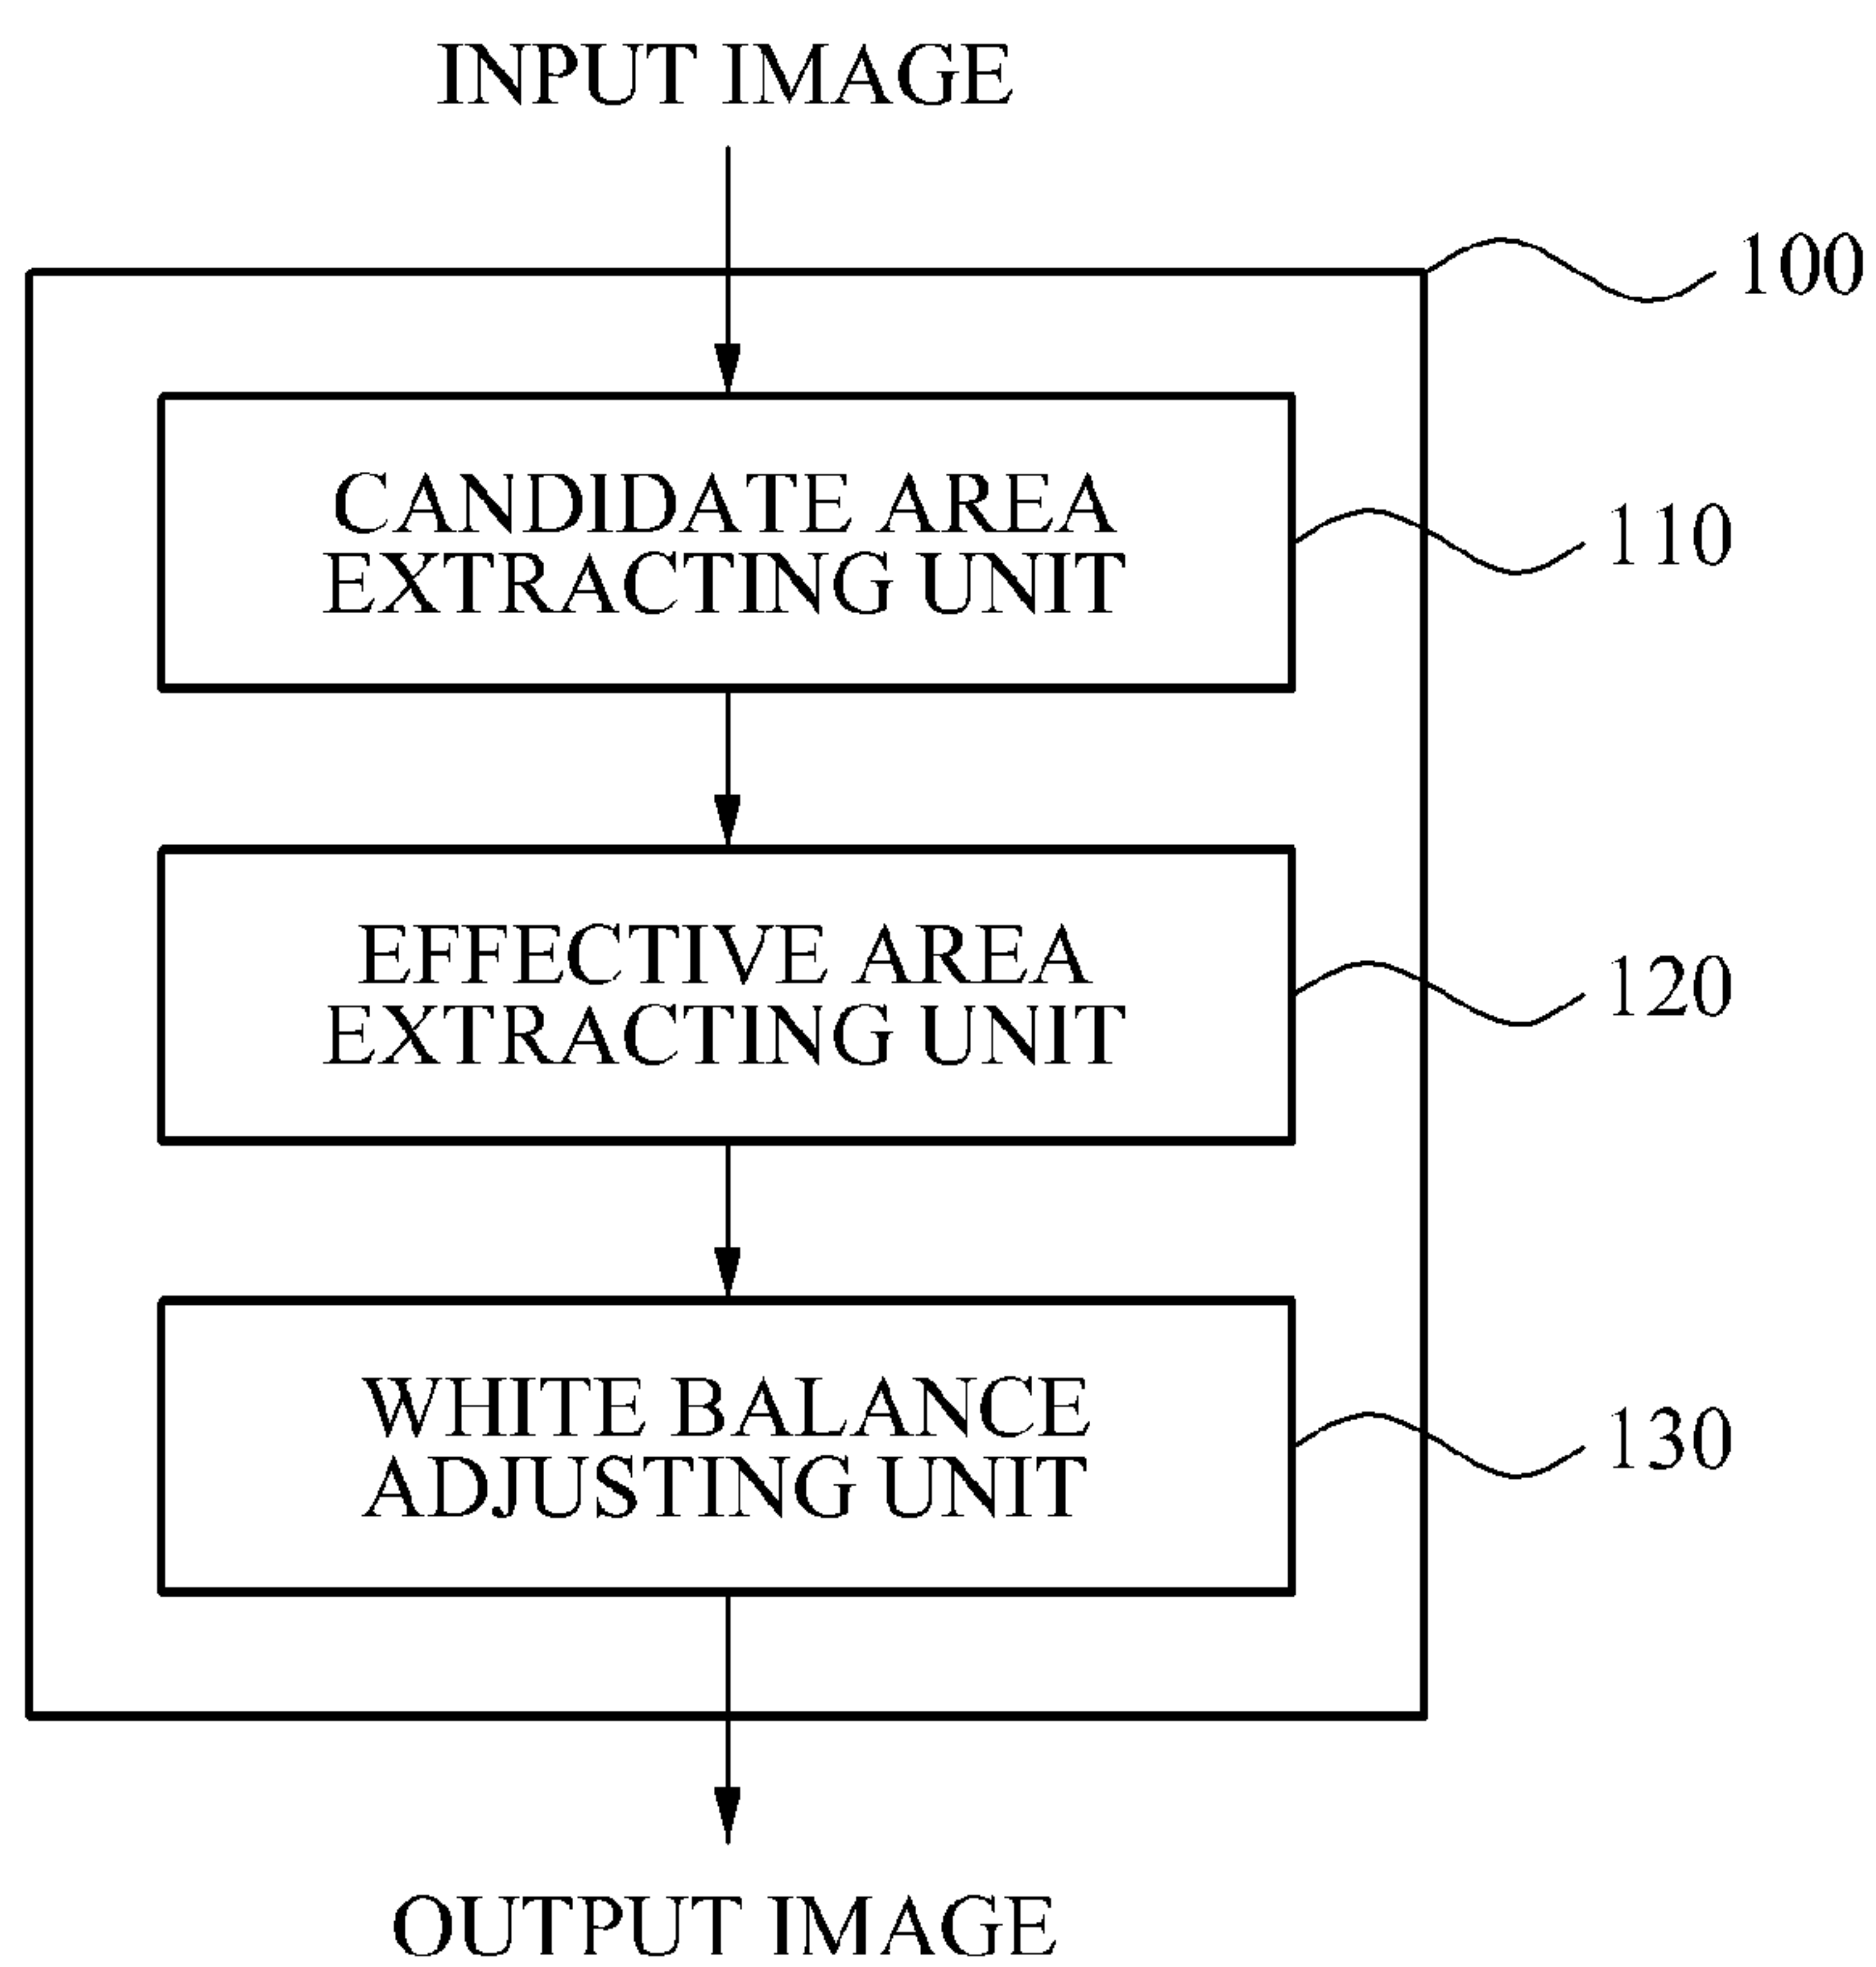 INPUT IMAGE
100
CANDIDATE AREA
EXTRACTING UNIT
110
EFFECTIVE AREA
EXTRACTING UNIT
120
WHITE BALANCE
ADJUSTING UNIT
130
OUTPUT IMAGE